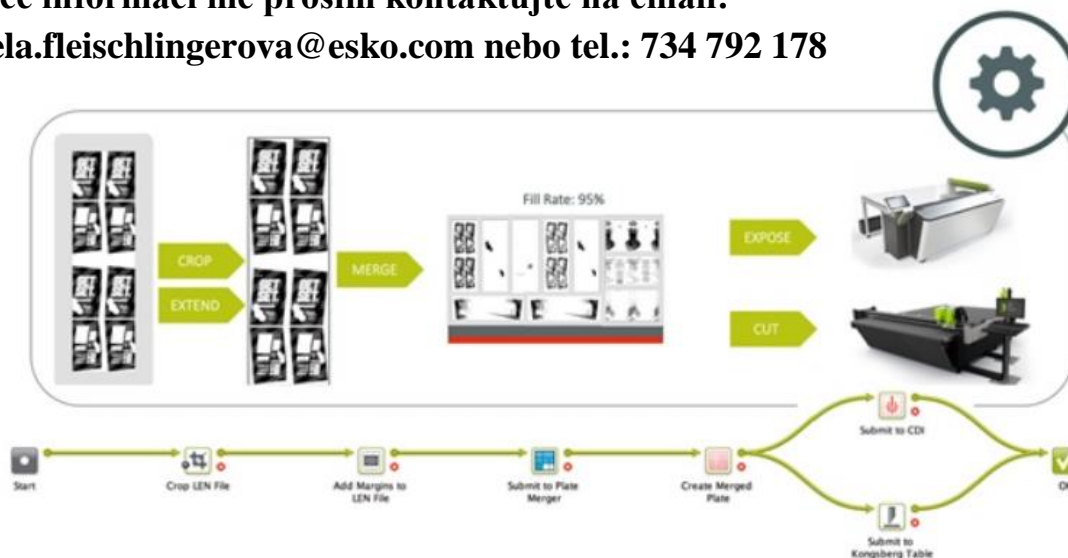 informací mě prosím kontaktujte na email:
ela.fleischlingerova@esko.com nebo tel.: 734 792 178
Fill Rate: 95%
CROP
EXTEND
MERGE
EXPOSE
CUT
Start
Crop LEN File
Add Margins to
LEN File
Submit to Plate
Merger
Create Merged
Plate
Submit to CDI
Submit to
Kongsberg Table
OK